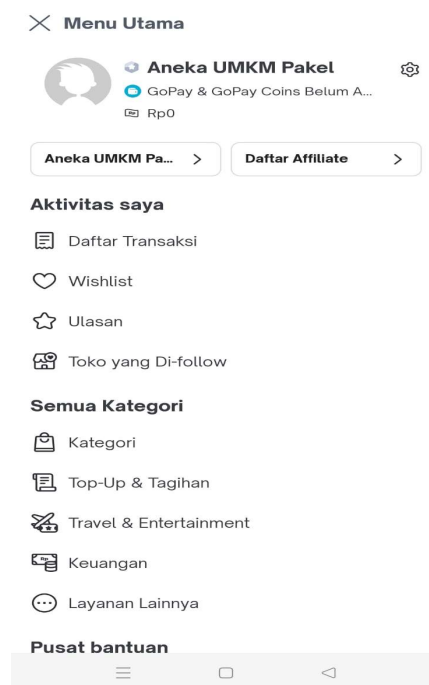 Menu Utama
Aneka UMKM Pakel
GoPay & GoPay Coins Belum A...
Rp0
Aneka UMKM Pa...
Daftar Affiliate
Aktivitas saya
Daftar Transaksi
Wishlist
Ulasan
Toko yang Di-follow
Semua Kategori
Kategori
Top-Up & Tagihan
Travel & Entertainment
Keuangan
Layanan Lainnya
Pusat bantuan